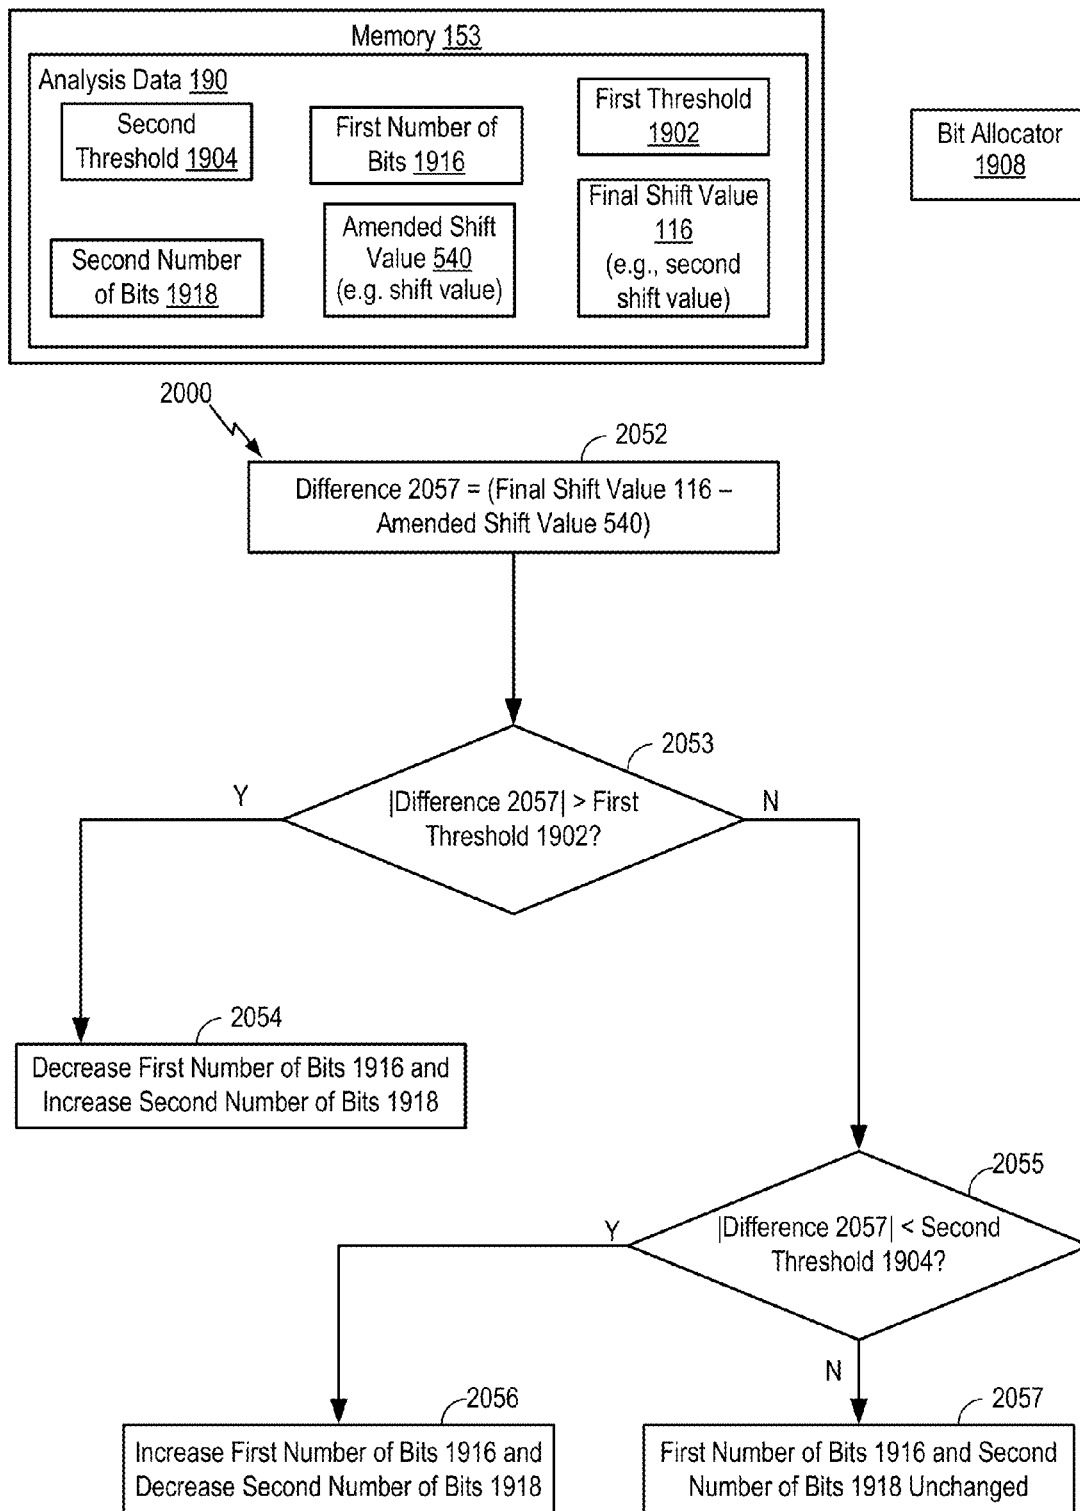 Memory 153
Analysis Data 190
Second
Threshold 1904
First Number of
Bits 1916
First Threshold
1902
Bit Allocator
1908
Second Number
of Bits 1918
Amended Shift
Value 540
(e.g. shift value)
Final Shift Value
116
(e.g., second
shift value)
2000
2052
Difference 2057 = (Final Shift Value 116 –
Amended Shift Value 540)
2053
|Difference 2057| > First
Threshold 1902?
Y
N
2054
Decrease First Number of Bits 1916 and
Increase Second Number of Bits 1918
2055
|Difference 2057| < Second
Threshold 1904?
Y
N
2056
Increase First Number of Bits 1916 and
Decrease Second Number of Bits 1918
2057
First Number of Bits 1916 and Second
Number of Bits 1918 Unchanged